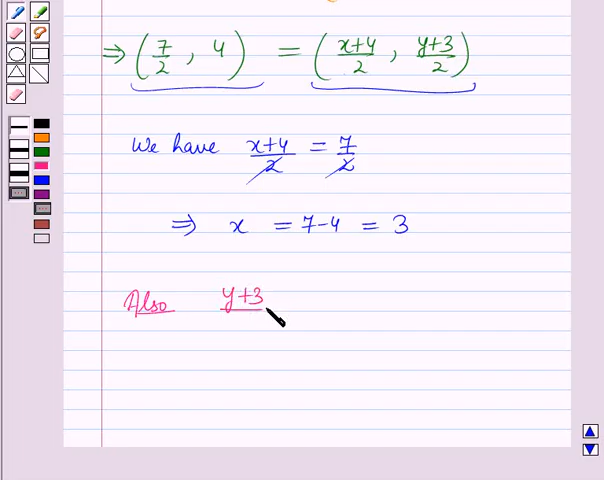 ⇒ (7/2 , 4) = (x+4/2 , y+3/2)
We have x+4/2 = 7/2
⇒ x = 7-4 = 3
Also y+3